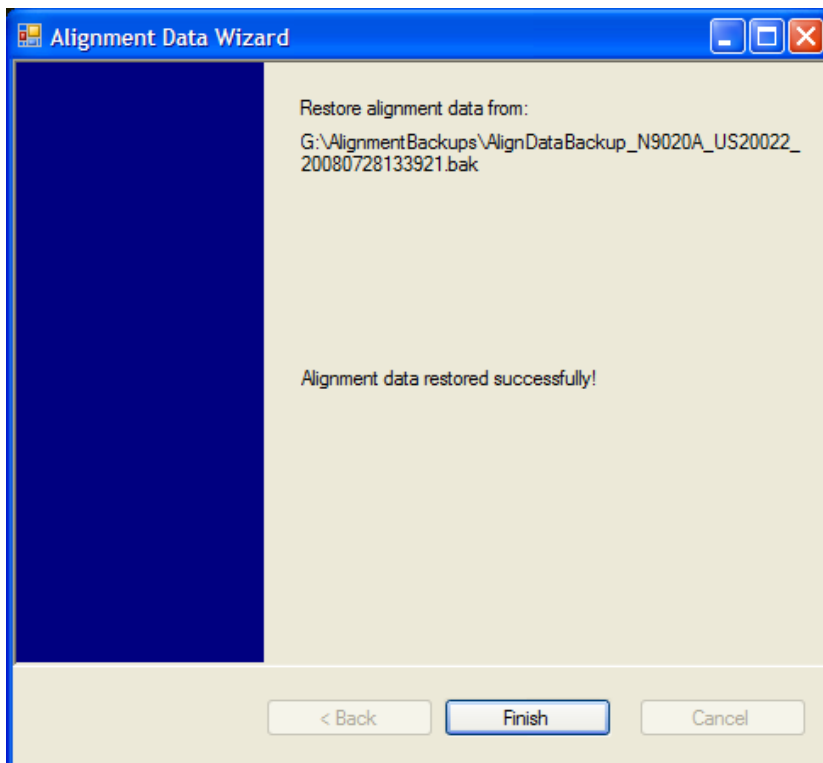 Alignment Data Wizard
Restore alignment data from:
G:\AlignmentBackups\AlignDataBackup_N9020A_US20022_
20080728133921.bak
Alignment data restored successfully!
< Back
Finish
Cancel